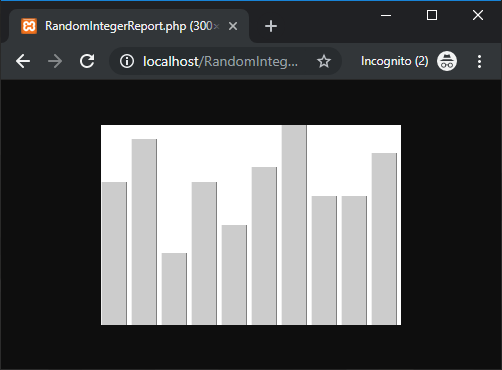 RandomIntegerReport.php (300×
localhost/RandomInteg...
Incognito (2)